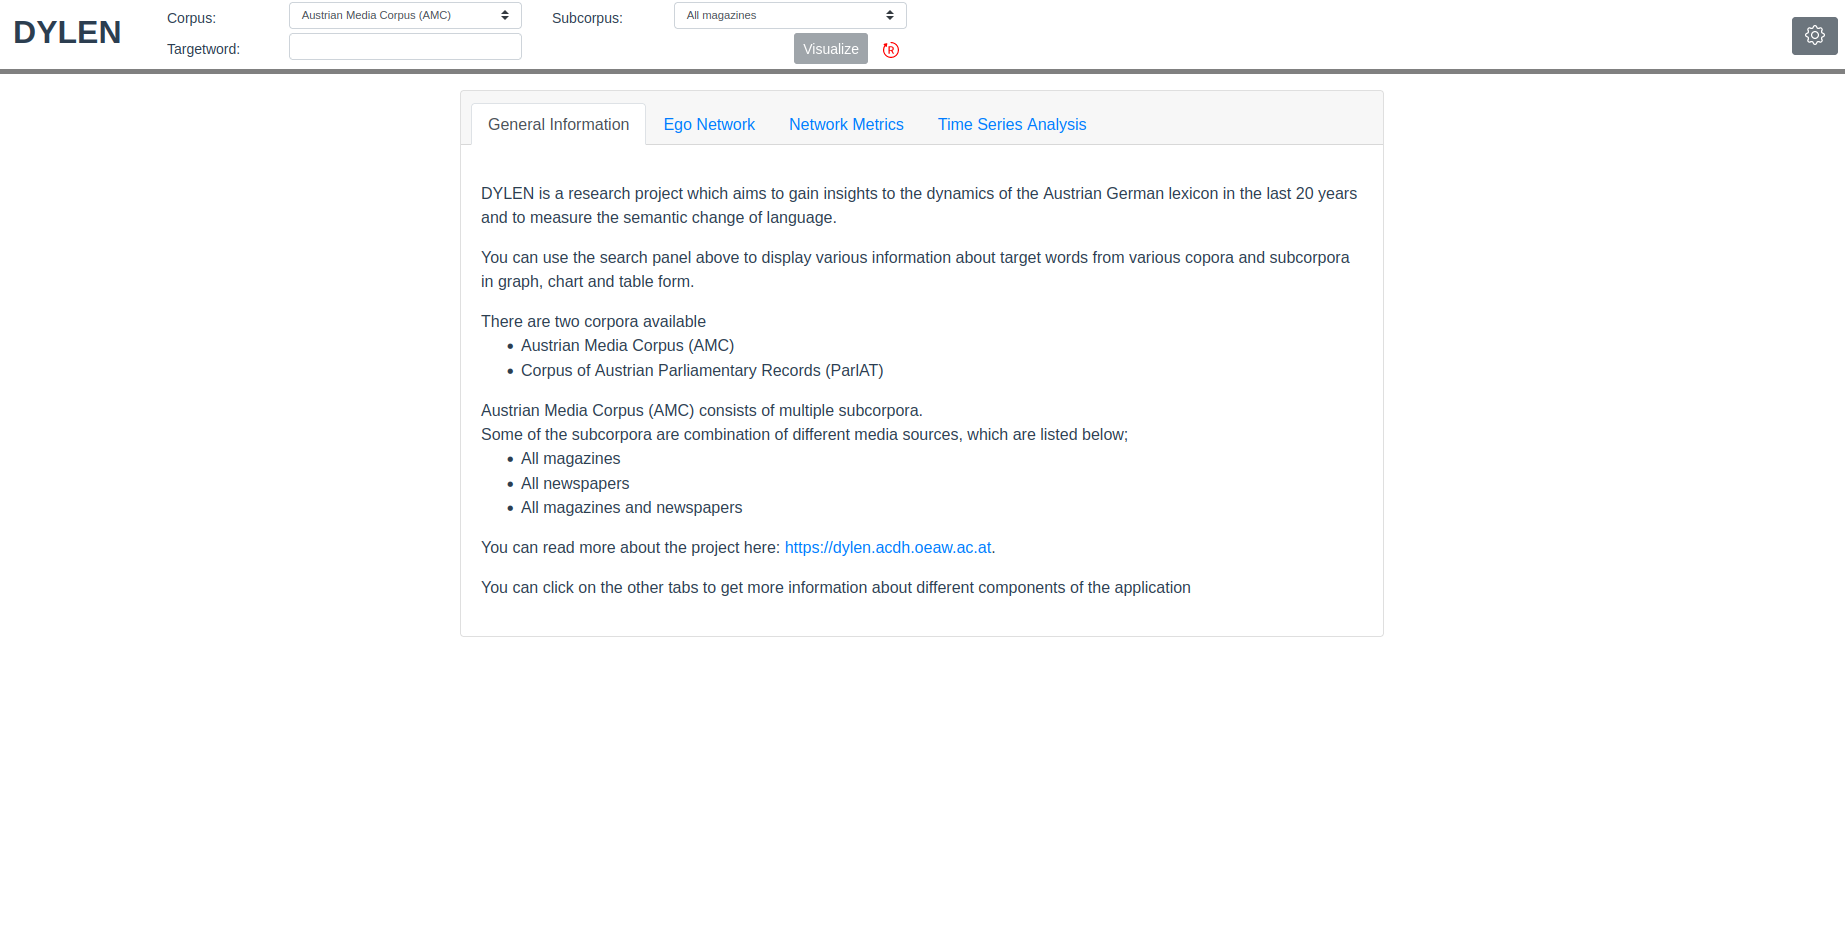 DYLEN
Corpus:
Austrian Media Corpus (AMC)
Subcorpus:
All magazines
Targetword:
Visualize
R
General Information
Ego Network
Network Metrics
Time Series Analysis
DYLEN is a research project which aims to gain insights to the dynamics of the Austrian German lexicon in the last 20 years
and to measure the semantic change of language.
You can use the search panel above to display various information about target words from various copora and subcorpora
in graph, chart and table form.
There are two corpora available
• Austrian Media Corpus (AMC)
• Corpus of Austrian Parliamentary Records (ParlAT)
Austrian Media Corpus (AMC) consists of multiple subcorpora.
Some of the subcorpora are combination of different media sources, which are listed below;
• All magazines
• All newspapers
• All magazines and newspapers
You can read more about the project here: https://dylen.acdh.oeaw.ac.at.
You can click on the other tabs to get more information about different components of the application